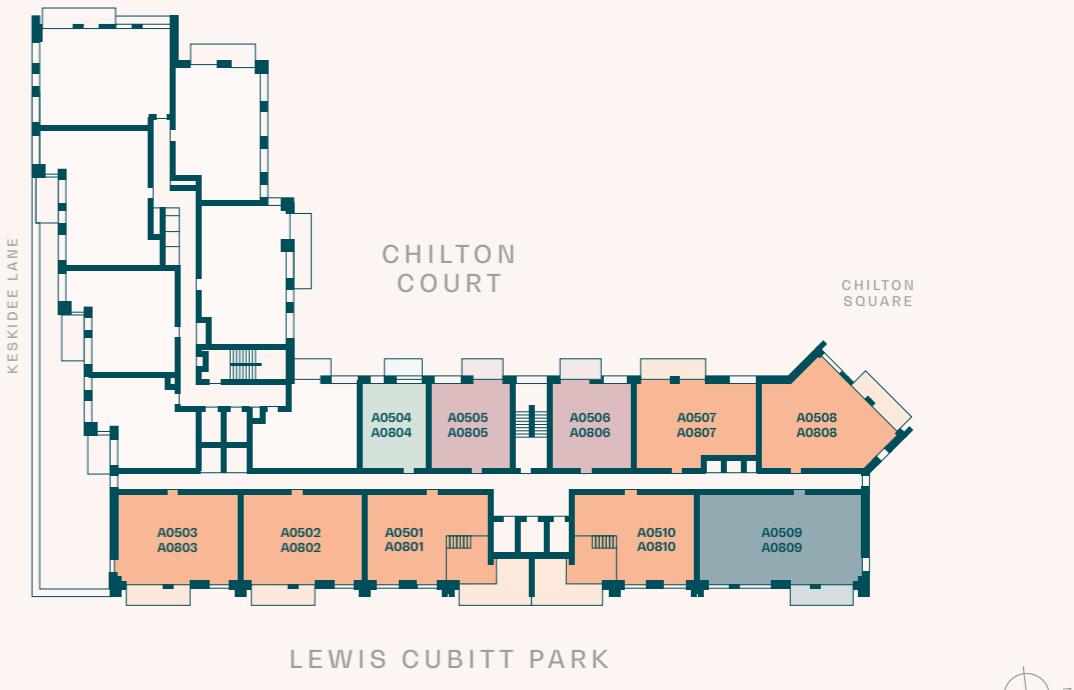 CHILTON
COURT
CHILTON
SQUARE
KESKIDEE LANE
A0504
A0804
A0505
A0805
A0506
A0806
A0507
A0807
A0508
A0808
A0503
A0803
A0502
A0802
A0501
A0801
A0510
A0810
A0509
A0809
LEWIS CUBITT PARK